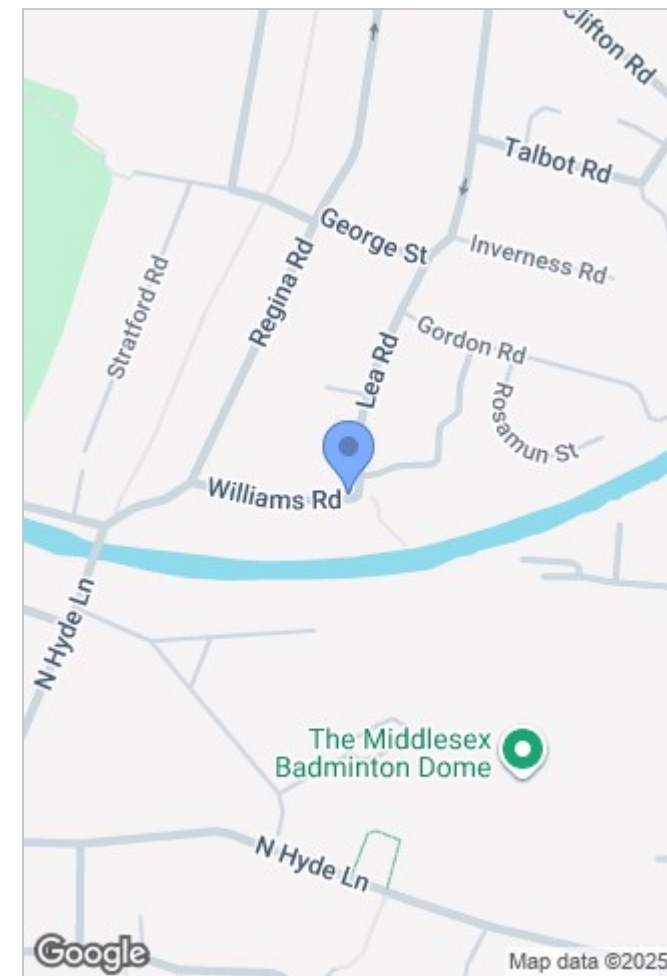 Clifton Rd
Talbot Rd
George St
Inverness Rd
Regina Rd
Stratford Rd
Lea Rd
Gordon Rd
Rosamun St
Williams Rd
N Hyde Ln
The Middlesex
Badminton Dome
N Hyde Ln
Google
Map data ©2025